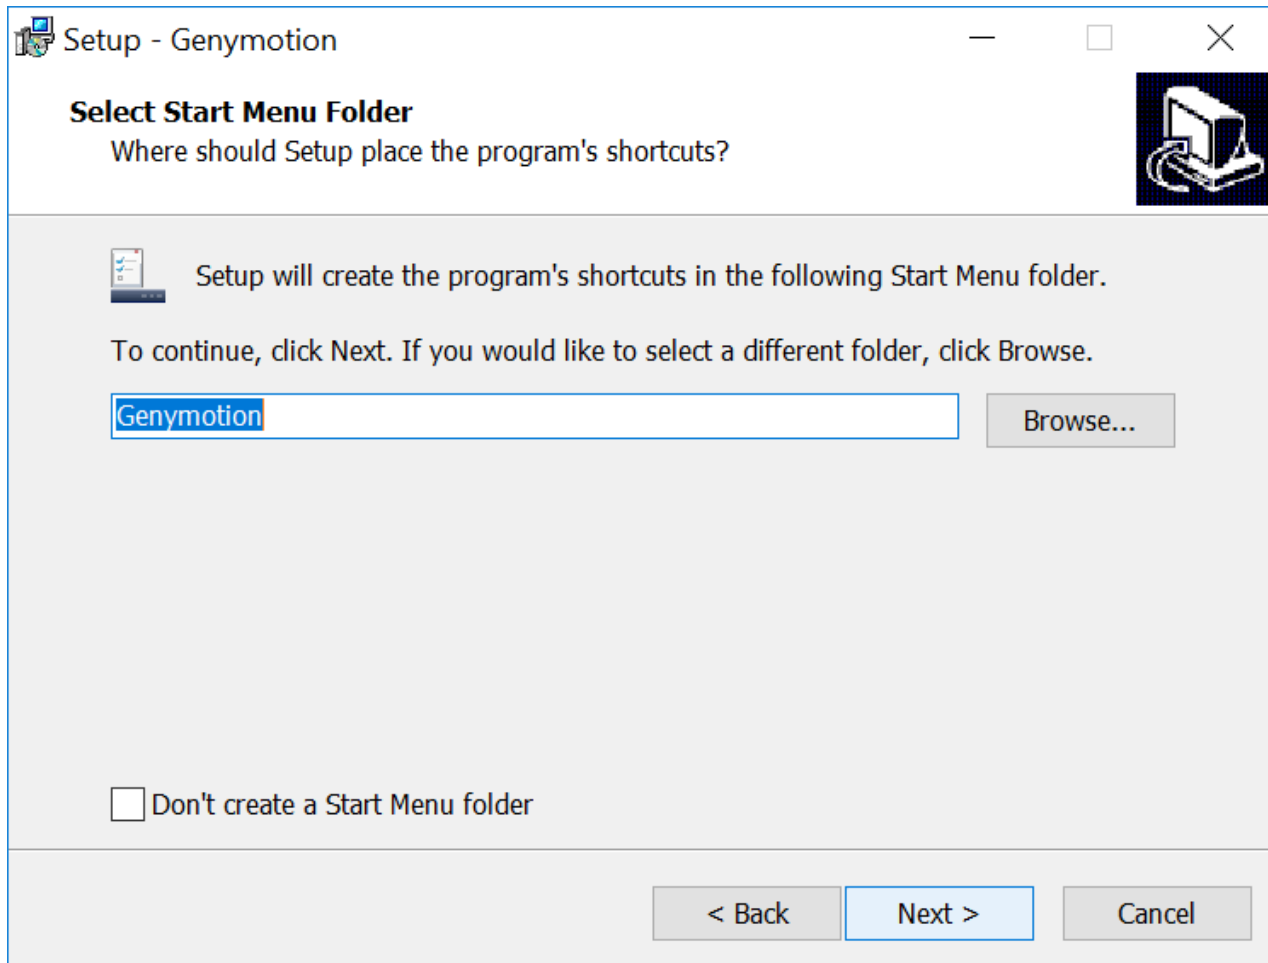 Setup - Genymotion
Select Start Menu Folder
Where should Setup place the program's shortcuts?
Setup will create the program's shortcuts in the following Start Menu folder.
To continue, click Next. If you would like to select a different folder, click Browse.
Genymotion
Browse...
Don't create a Start Menu folder
< Back
Next >
Cancel